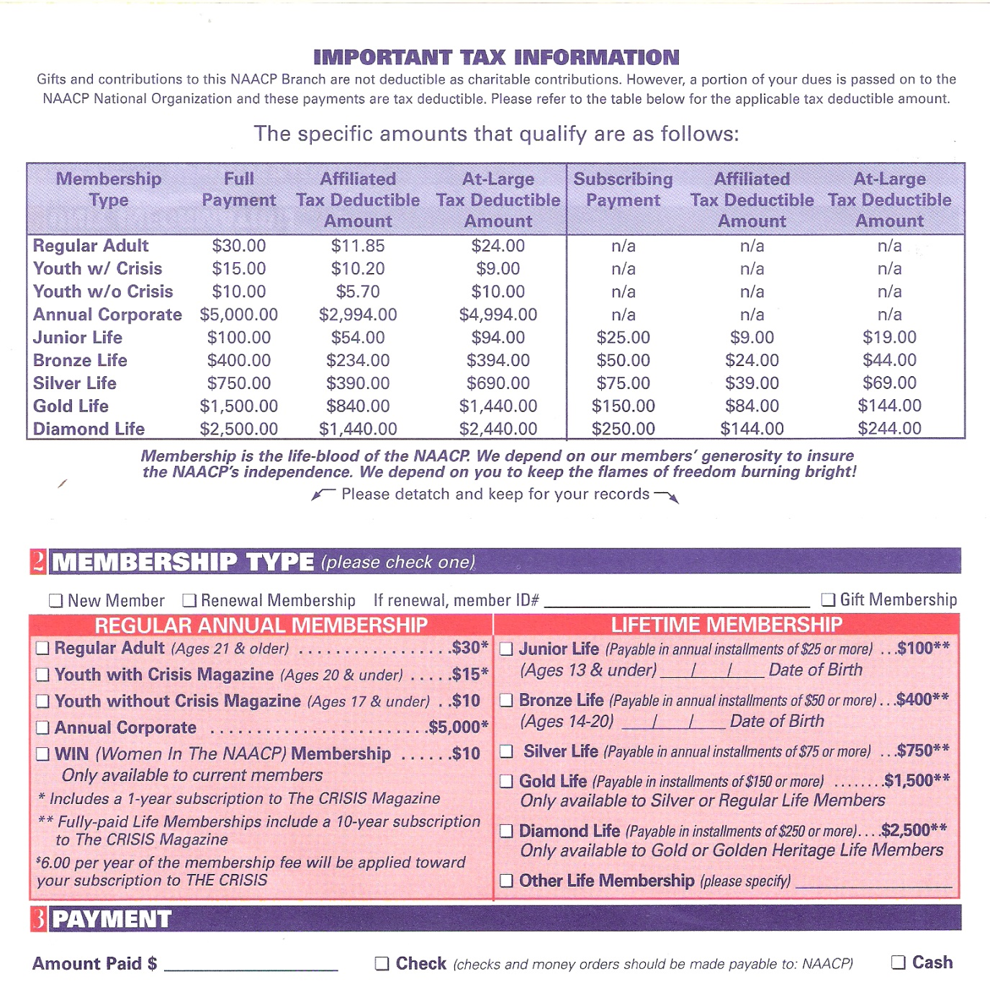 IMPORTANT TAX INFORMATION
Gifts and contributions to this NAACP Branch are not deductible as charitable contributions. However, a portion of your dues is passed on to the
NAACP National Organization and these payments are tax deductible. Please refer to the table below for the applicable tax deductible amount.
The specific amounts that qualify are as follows:
Membership Type | Full Payment | Affiliated Tax Deductible Amount | At-Large Tax Deductible Amount | Subscribing Payment | Affiliated Tax Deductible Amount | At-Large Tax Deductible Amount
Regular Adult $30.00 $11.85 $24.00 n/a n/a n/a
Youth w/ Crisis $15.00 $10.20 $9.00 n/a n/a n/a
Youth w/o Crisis $10.00 $5.70 $10.00 n/a n/a n/a
Annual Corporate $5,000.00 $2,994.00 $4,994.00 n/a n/a n/a
Junior Life $100.00 $54.00 $94.00 $25.00 $9.00 $19.00
Bronze Life $400.00 $234.00 $394.00 $50.00 $24.00 $44.00
Silver Life $750.00 $390.00 $690.00 $75.00 $39.00 $69.00
Gold Life $1,500.00 $840.00 $1,440.00 $150.00 $84.00 $144.00
Diamond Life $2,500.00 $1,440.00 $2,440.00 $250.00 $144.00 $244.00
Membership is the life-blood of the NAACP. We depend on our members' generosity to insure
the NAACP's independence. We depend on you to keep the flames of freedom burning bright!
Please detatch and keep for your records
2 MEMBERSHIP TYPE (please check one)
New Member Renewal Membership If renewal, member ID# Gift Membership
REGULAR ANNUAL MEMBERSHIP
Regular Adult (Ages 21 & older) .................$30*
Youth with Crisis Magazine (Ages 20 & under) .....$15*
Youth without Crisis Magazine (Ages 17 & under) ..$10
Annual Corporate ........................$5,000*
WIN (Women In The NAACP) Membership ......$10
Only available to current members
* Includes a 1-year subscription to The CRISIS Magazine
** Fully-paid Life Memberships include a 10-year subscription
to The CRISIS Magazine
$6.00 per year of the membership fee will be applied toward
your subscription to THE CRISIS
LIFETIME MEMBERSHIP
Junior Life (Payable in annual installments of $25 or more) ...$100**
(Ages 13 & under) ___/___/___ Date of Birth
Bronze Life (Payable in annual installments of $50 or more)...$400**
(Ages 14-20) ___/___/___ Date of Birth
Silver Life (Payable in annual installments of $75 or more) ...$750**
Gold Life (Payable in installments of $150 or more) ........$1,500**
Only available to Silver or Regular Life Members
Diamond Life (Payable in installments of $250 or more)....$2,500**
Only available to Gold or Golden Heritage Life Members
Other Life Membership (please specify)
3 PAYMENT
Amount Paid $ Check (checks and money orders should be made payable to: NAACP) Cash